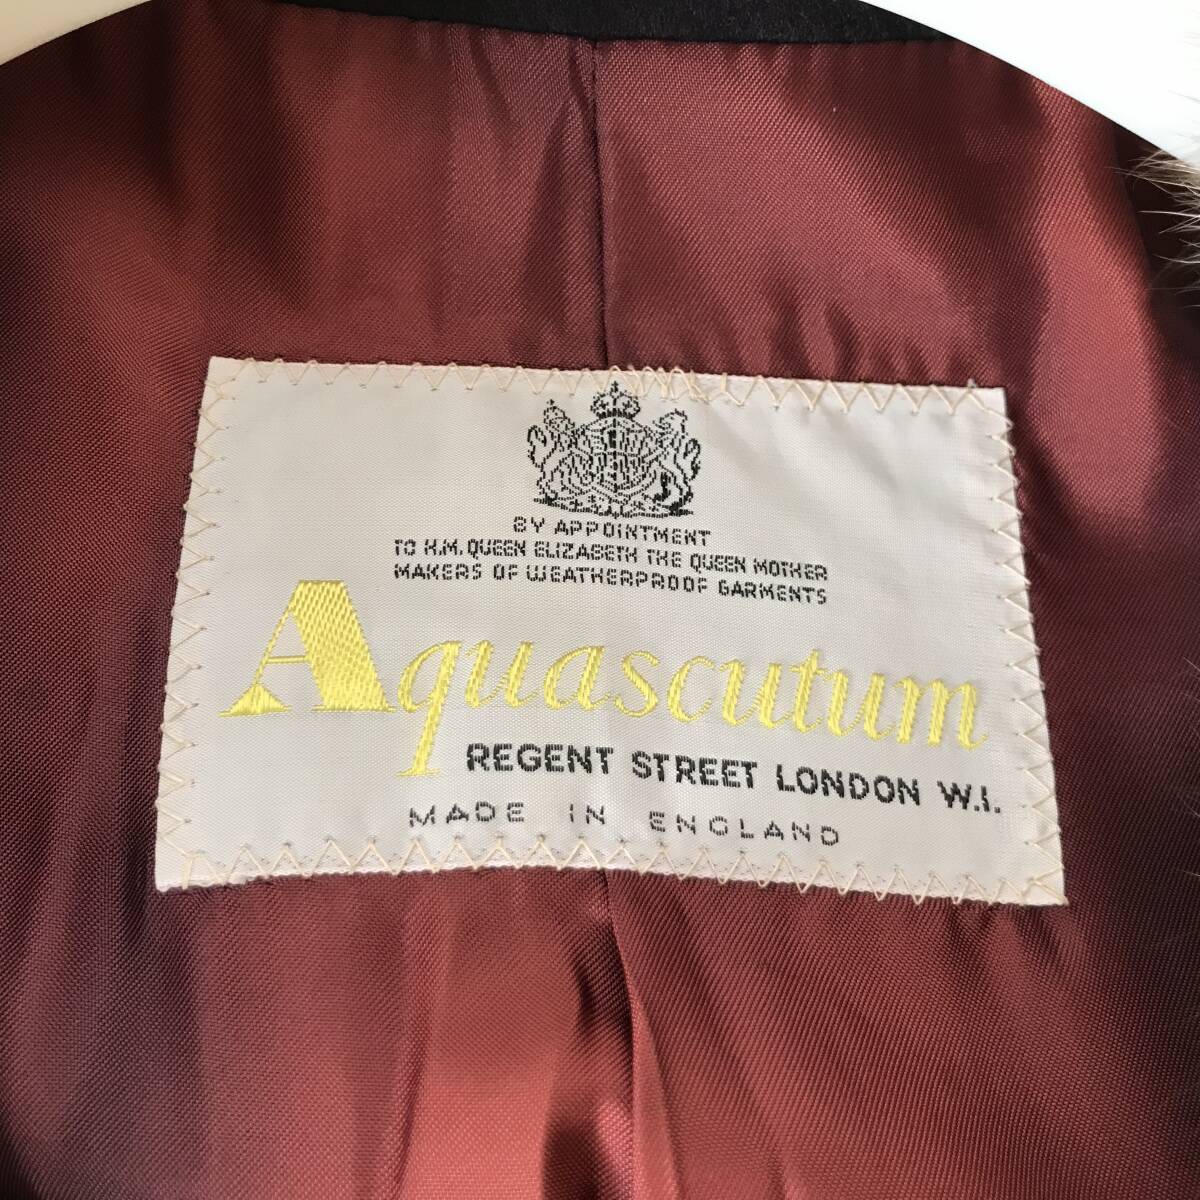 BY APPOINTMENT
TO H.M. QUEEN ELIZABETH THE QUEEN MOTHER
MAKERS OF WEATHERPROOF GARMENTS
Aquascutum
REGENT STREET LONDON W.1.
MADE IN ENGLAND